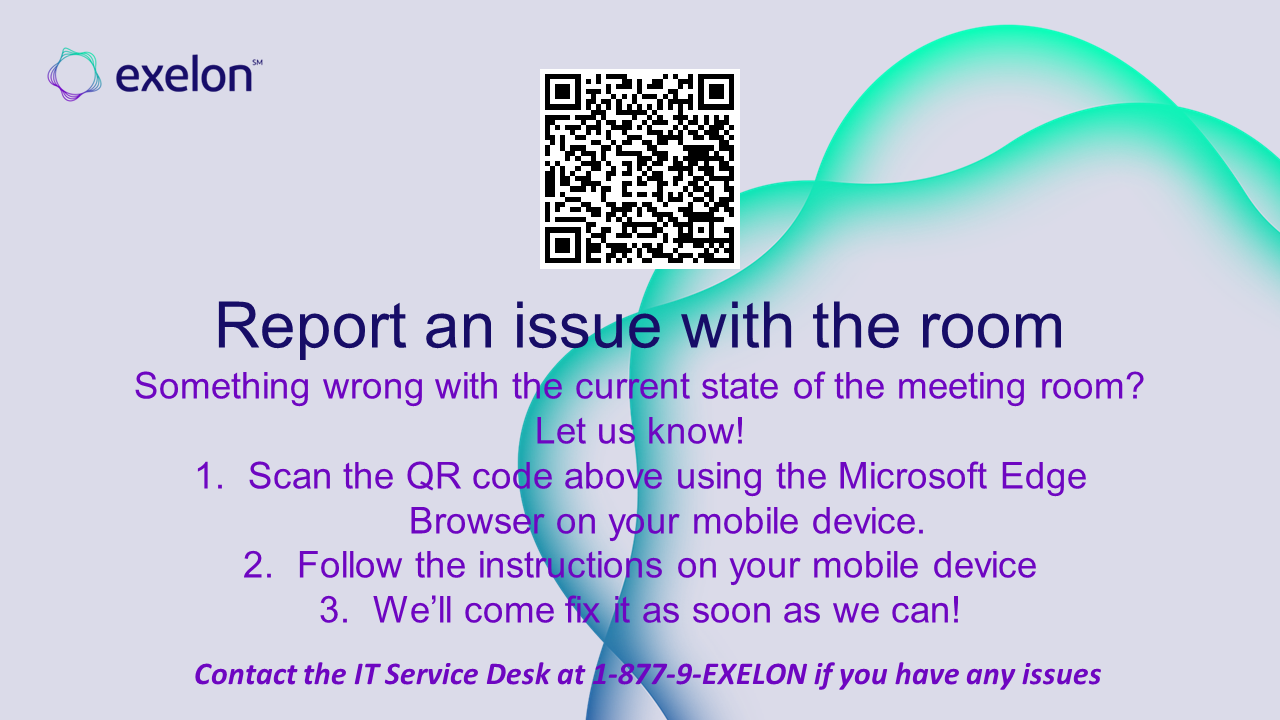 exelon SM
Report an issue with the room
Something wrong with the current state of the meeting room?
Let us know!
1. Scan the QR code above using the Microsoft Edge
Browser on your mobile device.
2. Follow the instructions on your mobile device
3. We’ll come fix it as soon as we can!
Contact the IT Service Desk at 1-877-9-EXELON if you have any issues